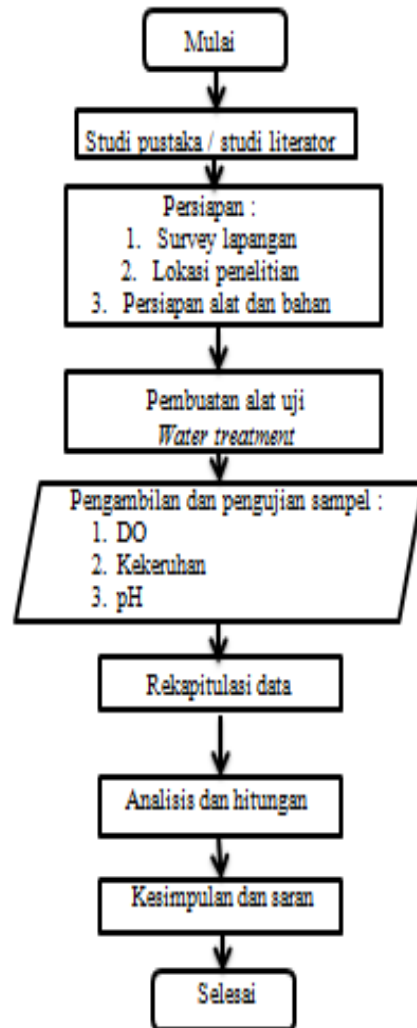 Mulai
Studi pustaka / studi literator
Persiapan :
1. Survey lapangan
2. Lokasi penelitian
3. Persiapan alat dan bahan
Pembuatan alat uji
Water treatment
Pengambilan dan pengujian sampel :
1. DO
2. Kekeruhan
3. pH
Rekapitulasi data
Analisis dan hitungan
Kesimpulan dan saran
Selesai